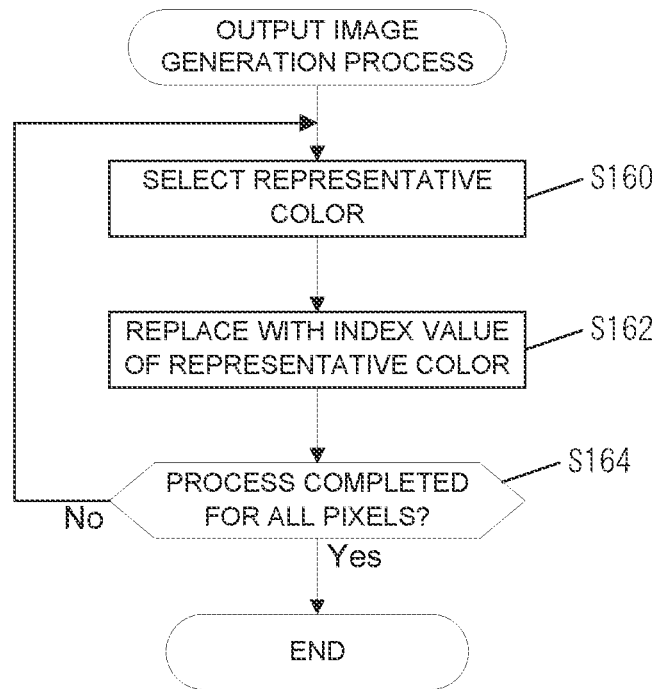 OUTPUT IMAGE
GENERATION PROCESS
SELECT REPRESENTATIVE
COLOR
S160
REPLACE WITH INDEX VALUE
OF REPRESENTATIVE COLOR
S162
PROCESS COMPLETED
FOR ALL PIXELS?
S164
No
Yes
END